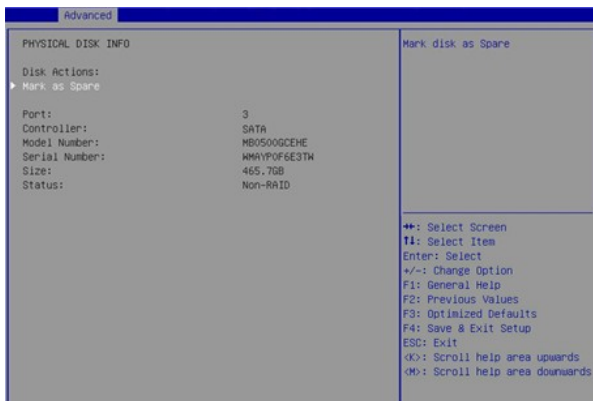 Advanced
PHYSICAL DISK INFO
Mark disk as Spare
Disk Actions:
Mark as Spare
Port: 3
Controller: SATA
Model Number: MB0500GCEHE
Serial Number: WMAYP0F6E3TW
Size: 465.7GB
Status: Non-RAID
→←: Select Screen
↑↓: Select Item
Enter: Select
+/-: Change Option
F1: General Help
F2: Previous Values
F3: Optimized Defaults
F4: Save & Exit Setup
ESC: Exit
<K>: Scroll help area upwards
<M>: Scroll help area downwards